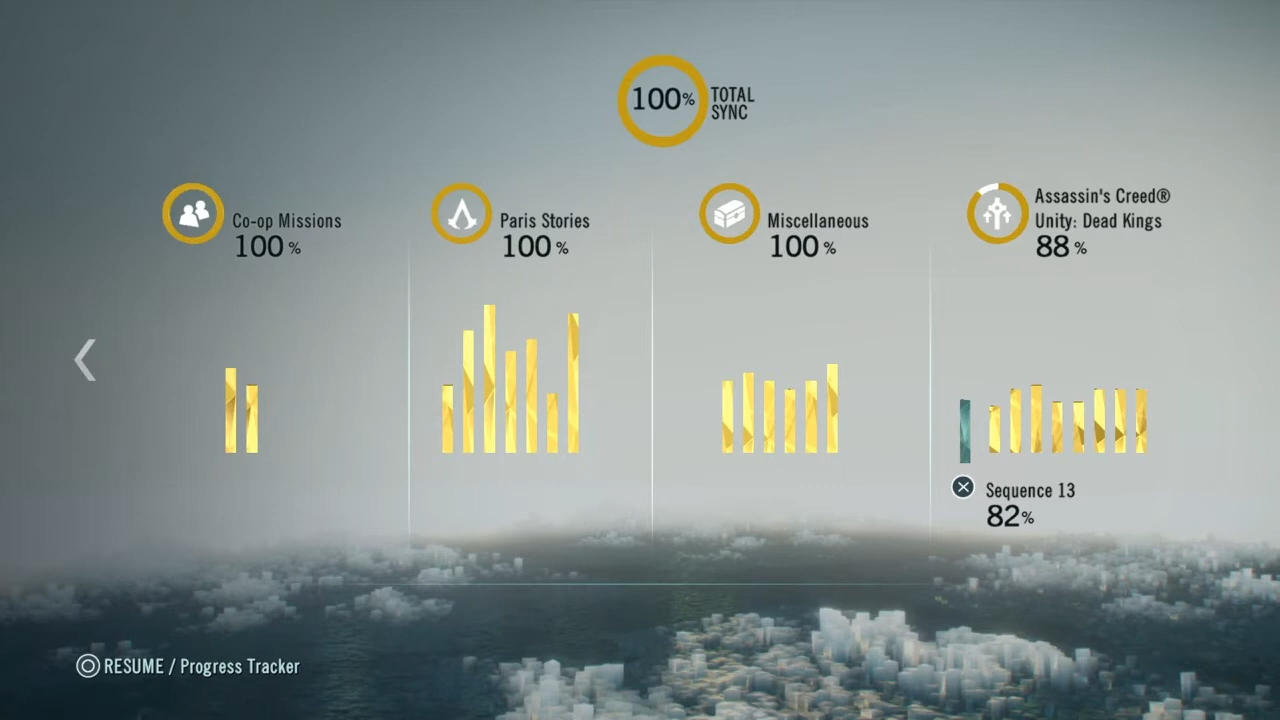 100%
TOTAL
SYNC
Co-op Missions
100 %
Paris Stories
100 %
Miscellaneous
100 %
Assassin's Creed®
Unity: Dead Kings
88 %
Sequence 13
82%
RESUME / Progress Tracker